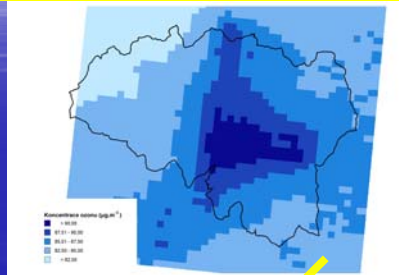 Koncentrace ozonu (µg.m⁻³)
> 90,00
87,51 - 90,00
85,01 - 87,50
82,50 - 85,00
< 82,50